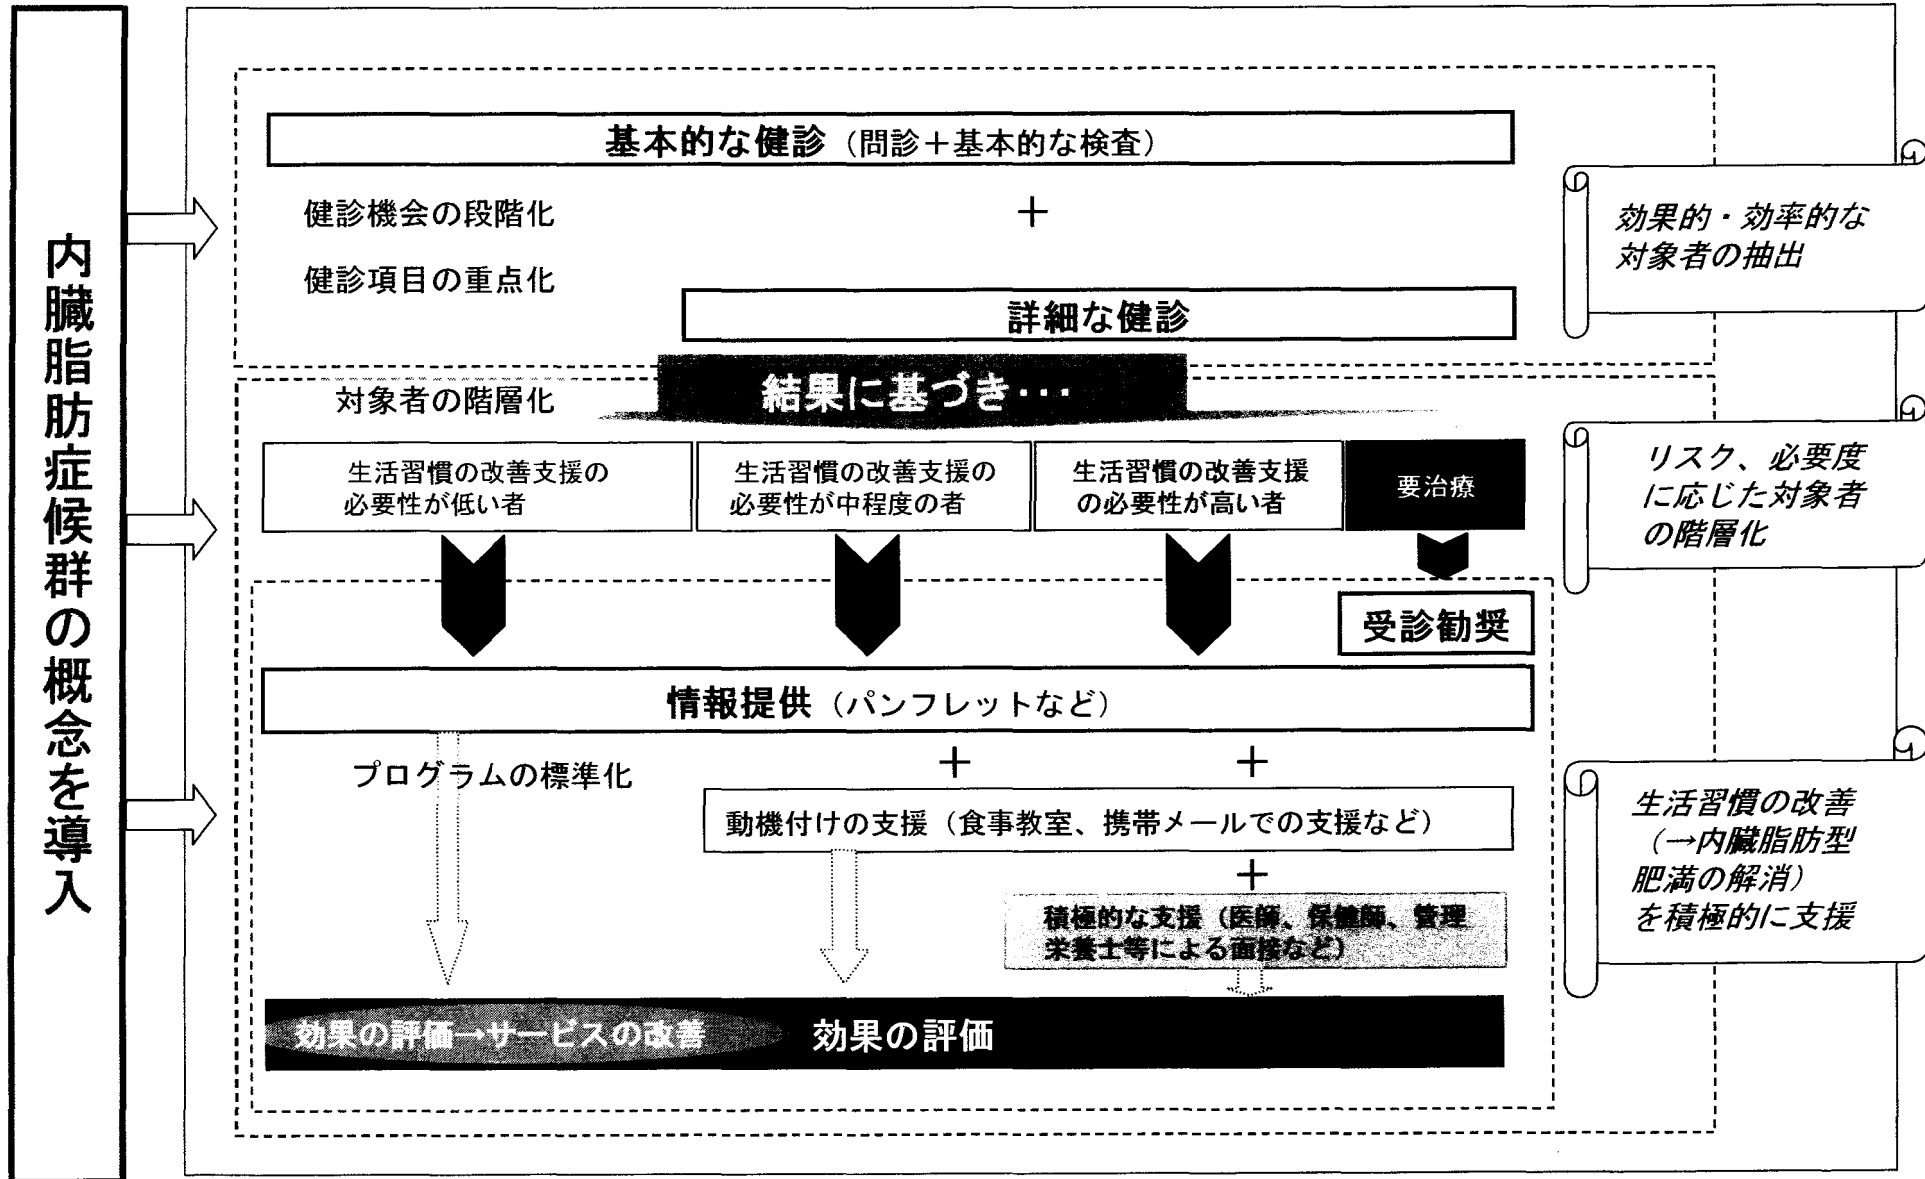 内臓脂肪症候群の概念を導入
基本的な健診（問診＋基本的な検査）
健診機会の段階化
＋
健診項目の重点化
詳細な健診
効果的・効率的な
対象者の抽出
結果に基づき…
対象者の階層化
生活習慣の改善支援の
必要性が低い者
生活習慣の改善支援の
必要性が中程度の者
生活習慣の改善支援
の必要性が高い者
要治療
リスク、必要度
に応じた対象者
の階層化
受診勧奨
情報提供（パンフレットなど）
プログラムの標準化
＋
＋
動機付けの支援（食事教室、携帯メールでの支援など）
＋
積極的な支援（医師、保健師、管理
栄養士等による面接など）
生活習慣の改善
（→内臓脂肪型
肥満の解消）
を積極的に支援
効果の評価→サービスの改善
効果の評価